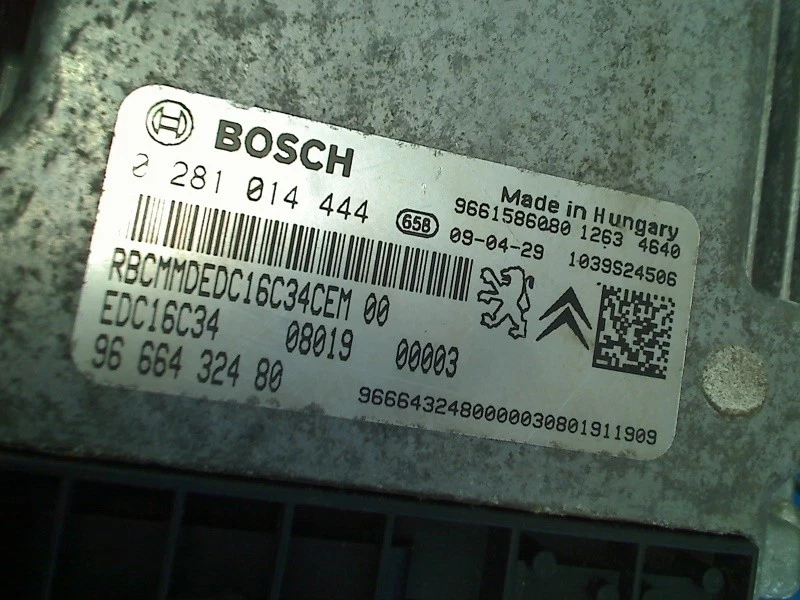 BOSCH
0 281 014 444
Made in Hungary
9661586080 1263 4640
658 09-04-29 1039S24506
RBCMMDEDC16C34CEM 00
EDC16C34 08019 00003
96 664 324 80
9666432480000030801911909